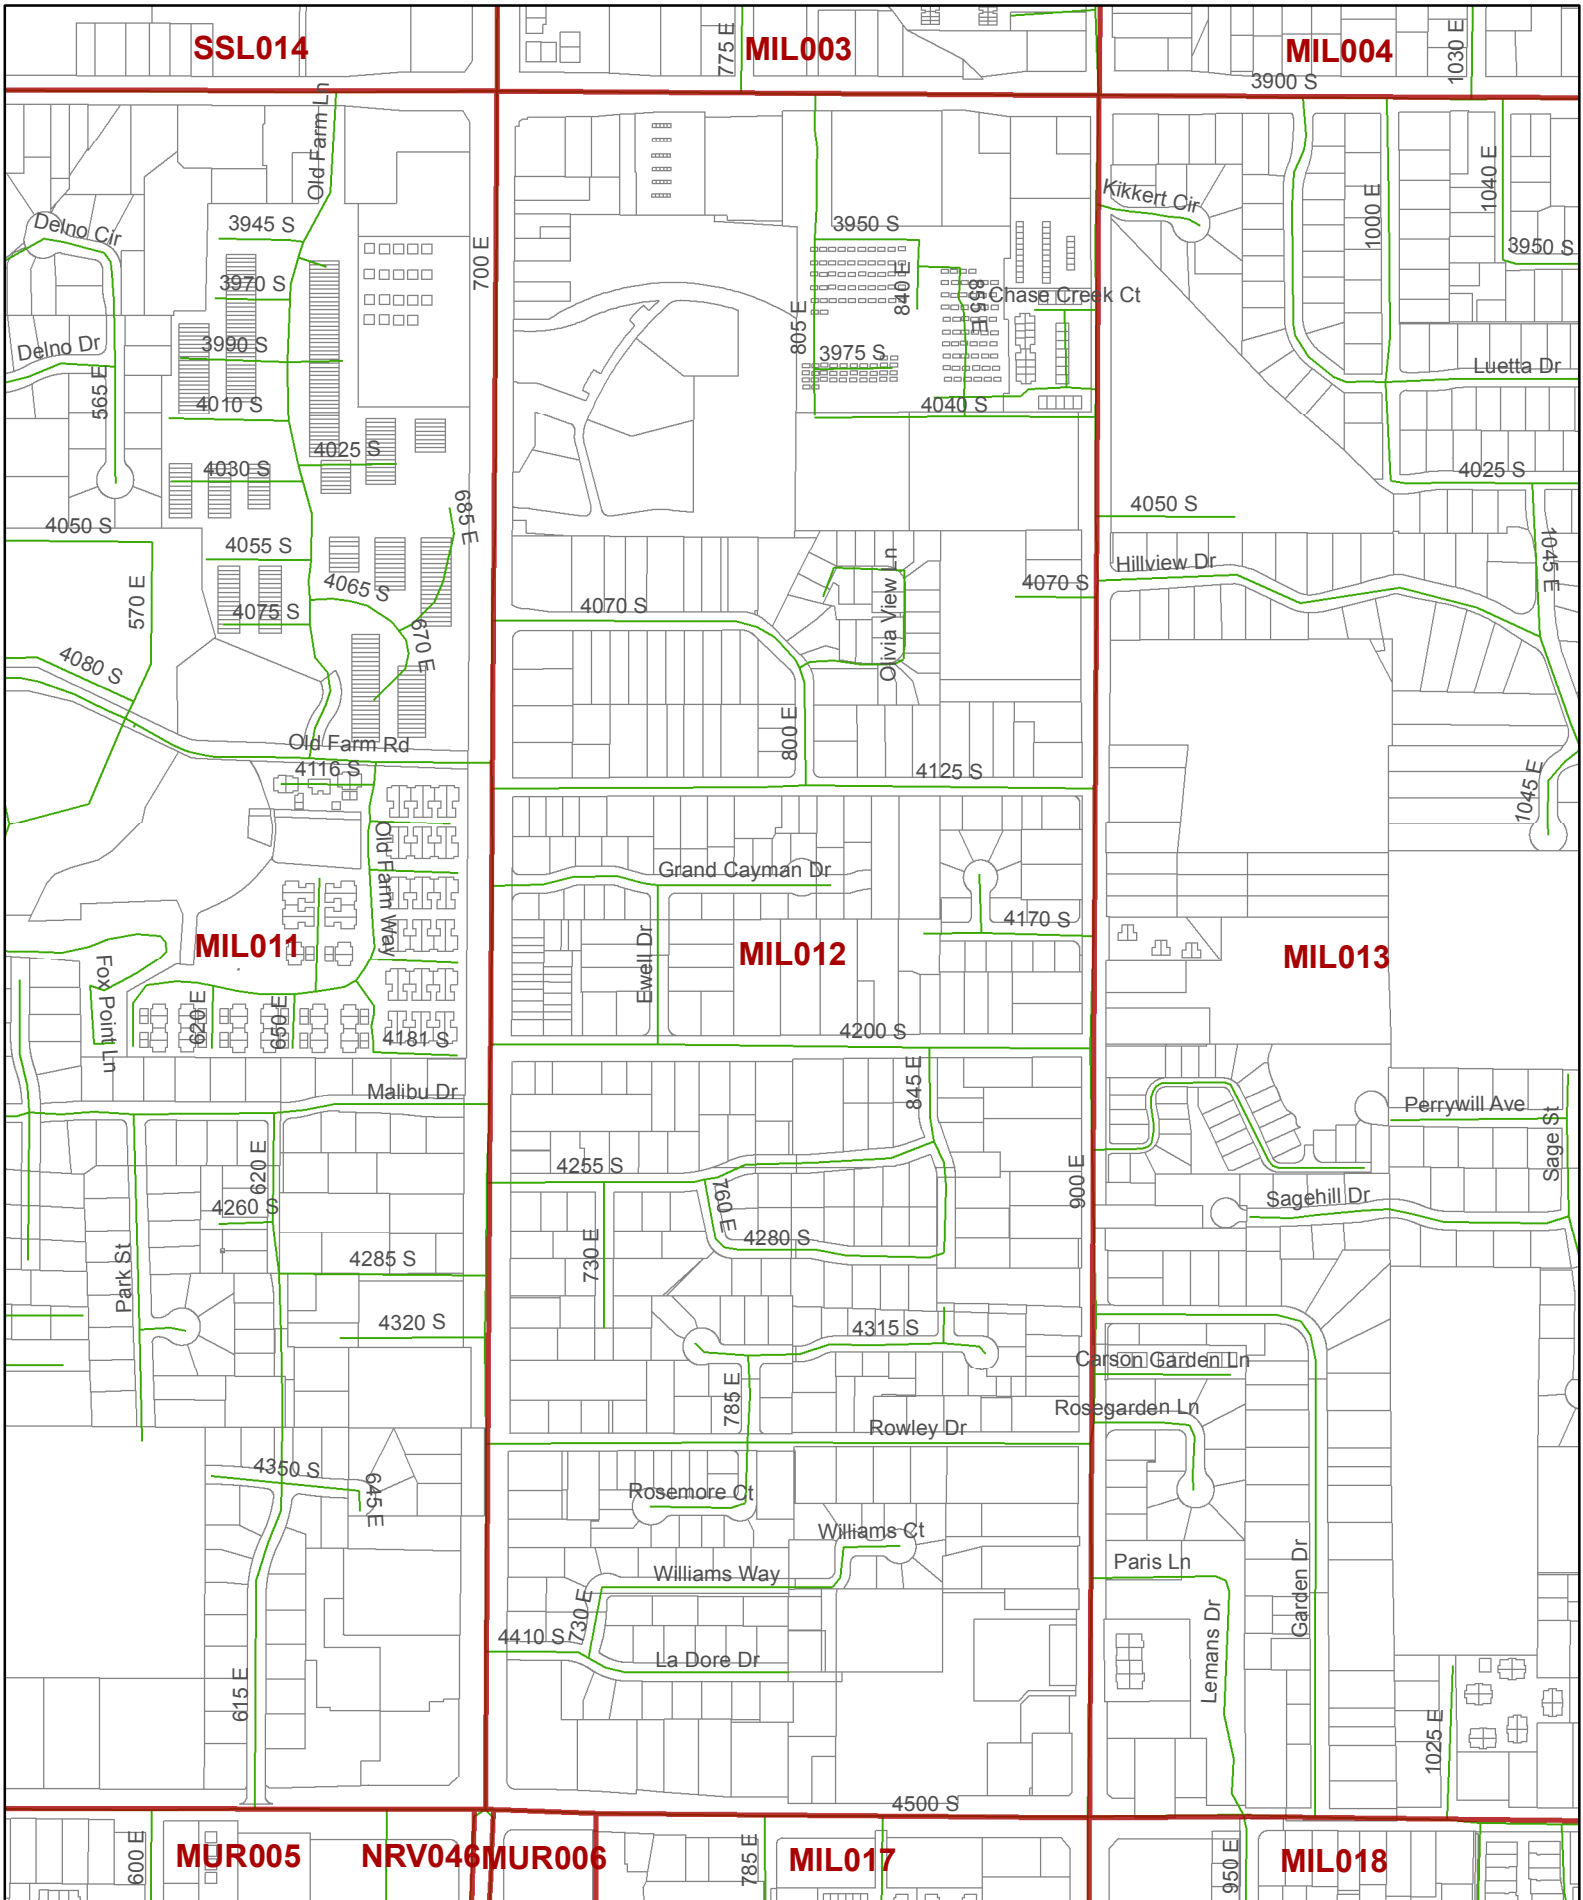 SSL014
775 E
MIL003
MIL004
1030 E
3900 S
Old Farm Ln
Delno Cir
3945 S
700 E
3950 S
Kikkert Cir
1000 E
1040 E
3950 S
3970 S
840 E
855 E
Chase Creek Ct
Delno Dr
3990 S
805 E
3975 S
Luetta Dr
565 E
4010 S
4040 S
4025 S
4030 S
4025 S
685 E
4050 S
4050 S
1045 E
4055 S
Olivia View Ln
Hillview Dr
570 E
4065 S
4070 S
4070 S
4075 S
670 E
4080 S
800 E
Old Farm Rd
4116 S
4125 S
1045 E
Old Farm Way
Grand Cayman Dr
4170 S
MIL011
MIL012
MIL013
Fox Point Ln
Ewell Dr
620 E
650 E
4181 S
4200 S
Malibu Dr
845 E
Perrywill Ave
Sage St
620 E
4255 S
900 E
4260 S
760 E
Sagehill Dr
4280 S
4285 S
730 E
Park St
4320 S
4315 S
Carson Garden Ln
785 E
Rosegarden Ln
Rowley Dr
4350 S
645 E
Rosemore Ct
Williams Ct
Garden Dr
Williams Way
Paris Ln
730 E
4410 S
La Dore Dr
Lemans Dr
615 E
1025 E
4500 S
600 E
MUR005
NRV046
MUR006
785 E
MIL017
950 E
MIL018